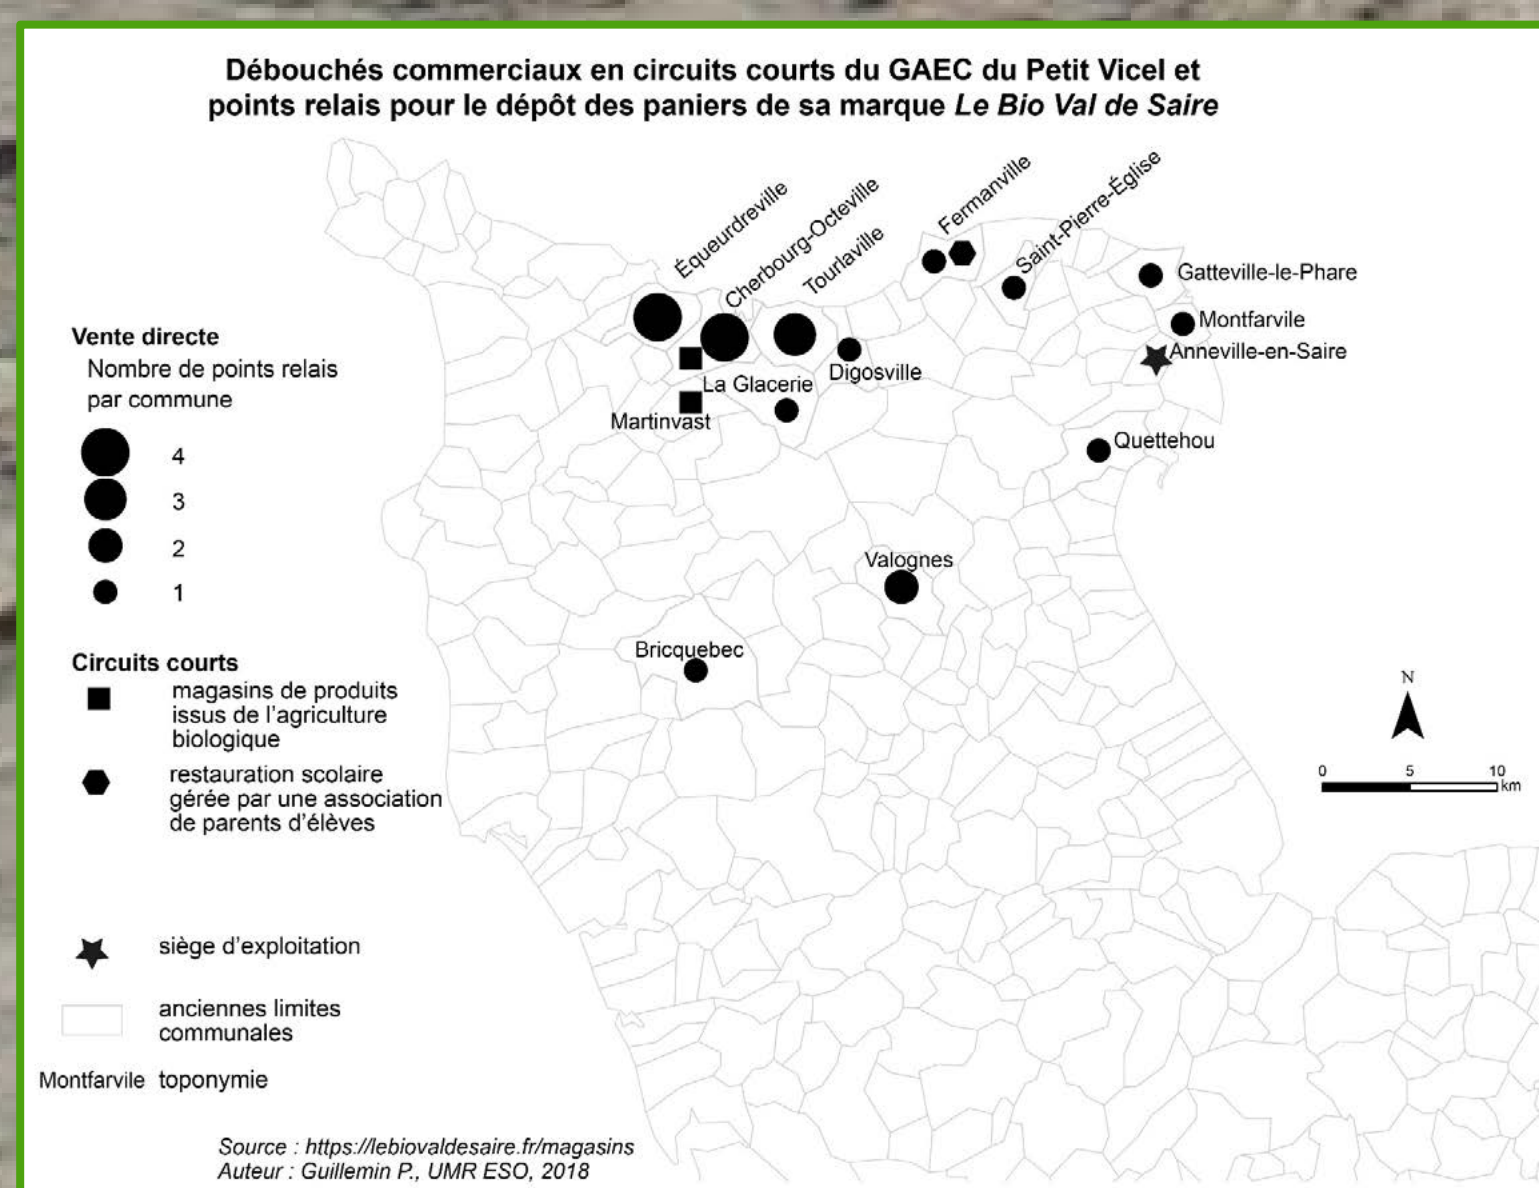 Débouchés commerciaux en circuits courts du GAEC du Petit Vicel et
points relais pour le dépôt des paniers de sa marque Le Bio Val de Saire
Équeurdreville
Cherbourg-Octeville
Tourlaville
Fermanville
Saint-Pierre-Église
Gatteville-le-Phare
Montfarville
Anneville-en-Saire
Digosville
La Glacerie
Martinvast
Quettehou
Valognes
Bricquebec
Vente directe
Nombre de points relais
par commune
4
3
2
1
Circuits courts
magasins de produits
issus de l'agriculture
biologique
restauration scolaire
gérée par une association
de parents d'élèves
siège d'exploitation
anciennes limites
communales
Montfarville toponymie
N
0 5 10
km
Source : https://lebiovaldesaire.fr/magasins
Auteur : Guillemin P., UMR ESO, 2018